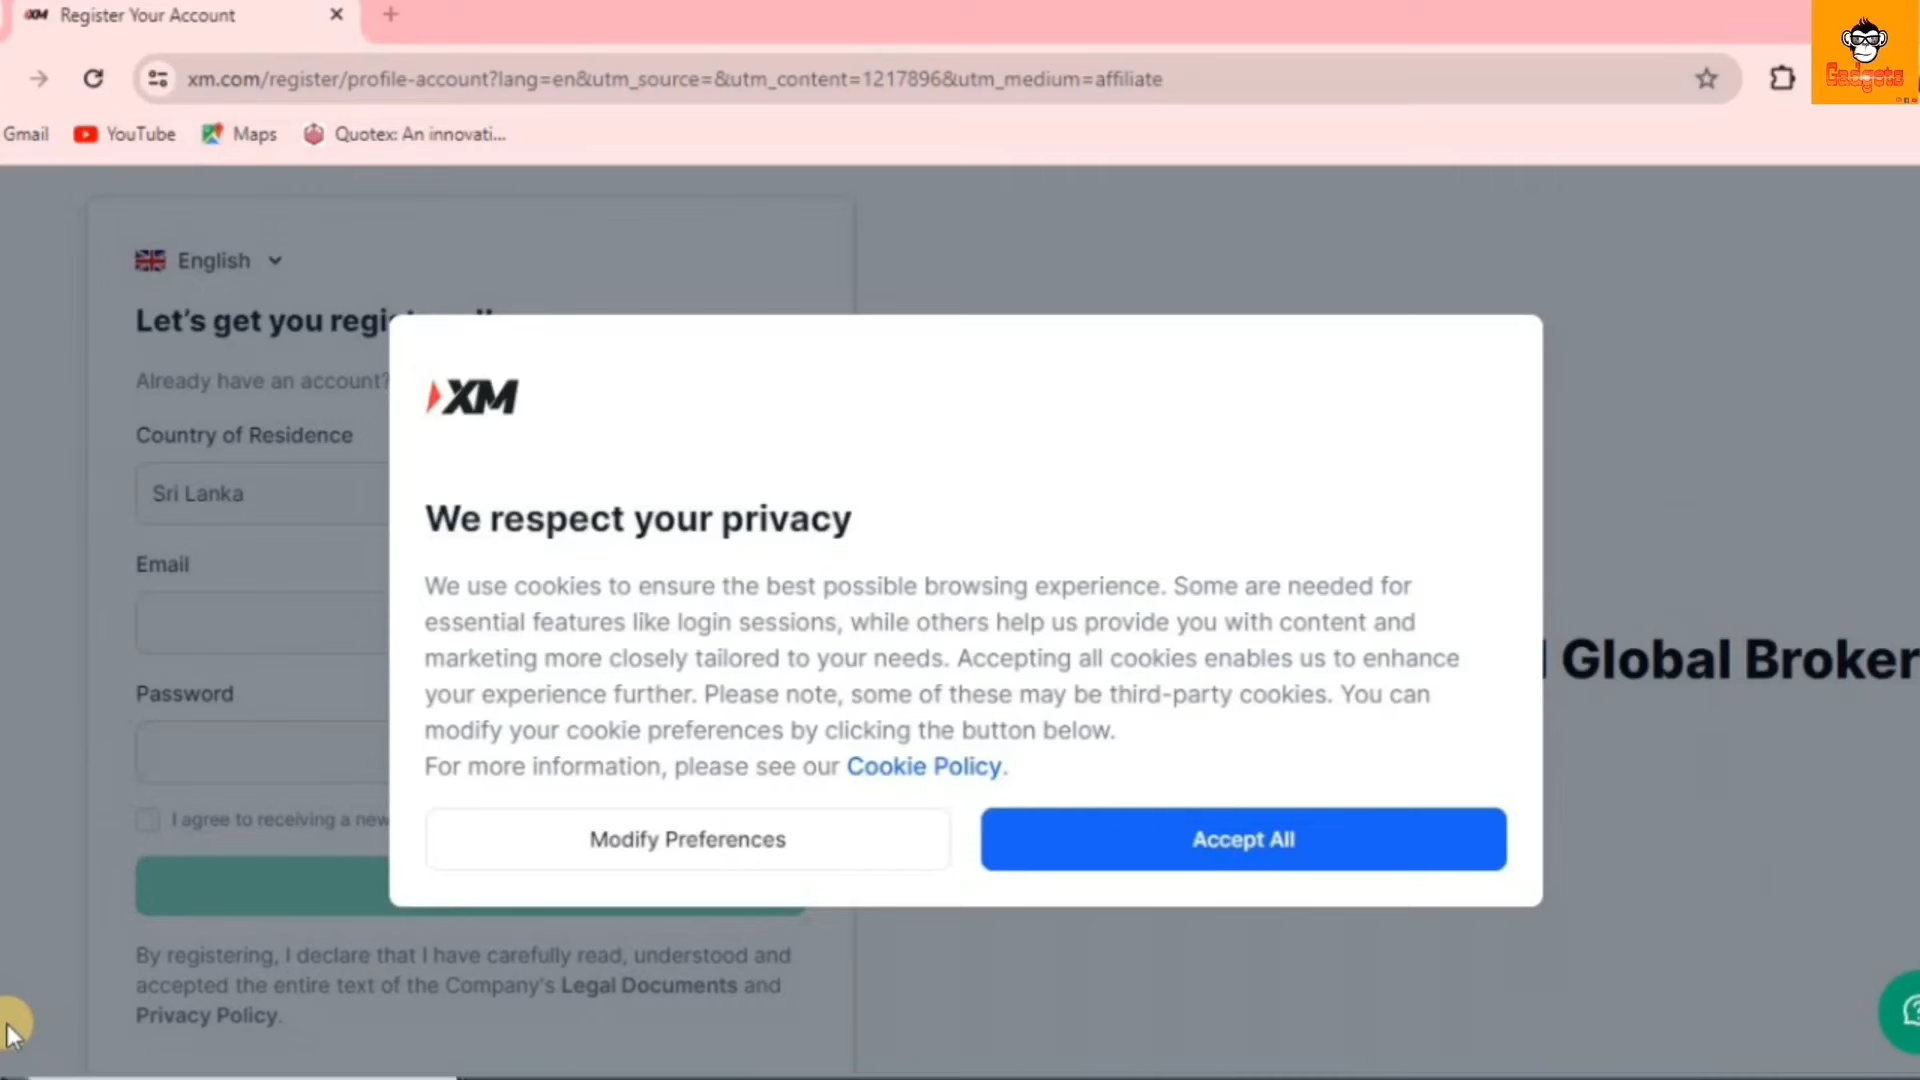 XM Register Your Account
Gadgets
xm.com/register/profile-account?lang=en&utm_source=&utm_content=1217896&utm_medium=affiliate
Gmail YouTube Maps Quotex: An innovati...
English
Let's get you regi
Already have an account?
Country of Residence
Sri Lanka
Email
Password
I agree to receiving a new
By registering, I declare that I have carefully read, understood and
accepted the entire text of the Company's Legal Documents and
Privacy Policy.
XM
We respect your privacy
We use cookies to ensure the best possible browsing experience. Some are needed for
essential features like login sessions, while others help us provide you with content and
marketing more closely tailored to your needs. Accepting all cookies enables us to enhance
your experience further. Please note, some of these may be third-party cookies. You can
modify your cookie preferences by clicking the button below.
For more information, please see our Cookie Policy.
Modify Preferences
Accept All
Global Broker